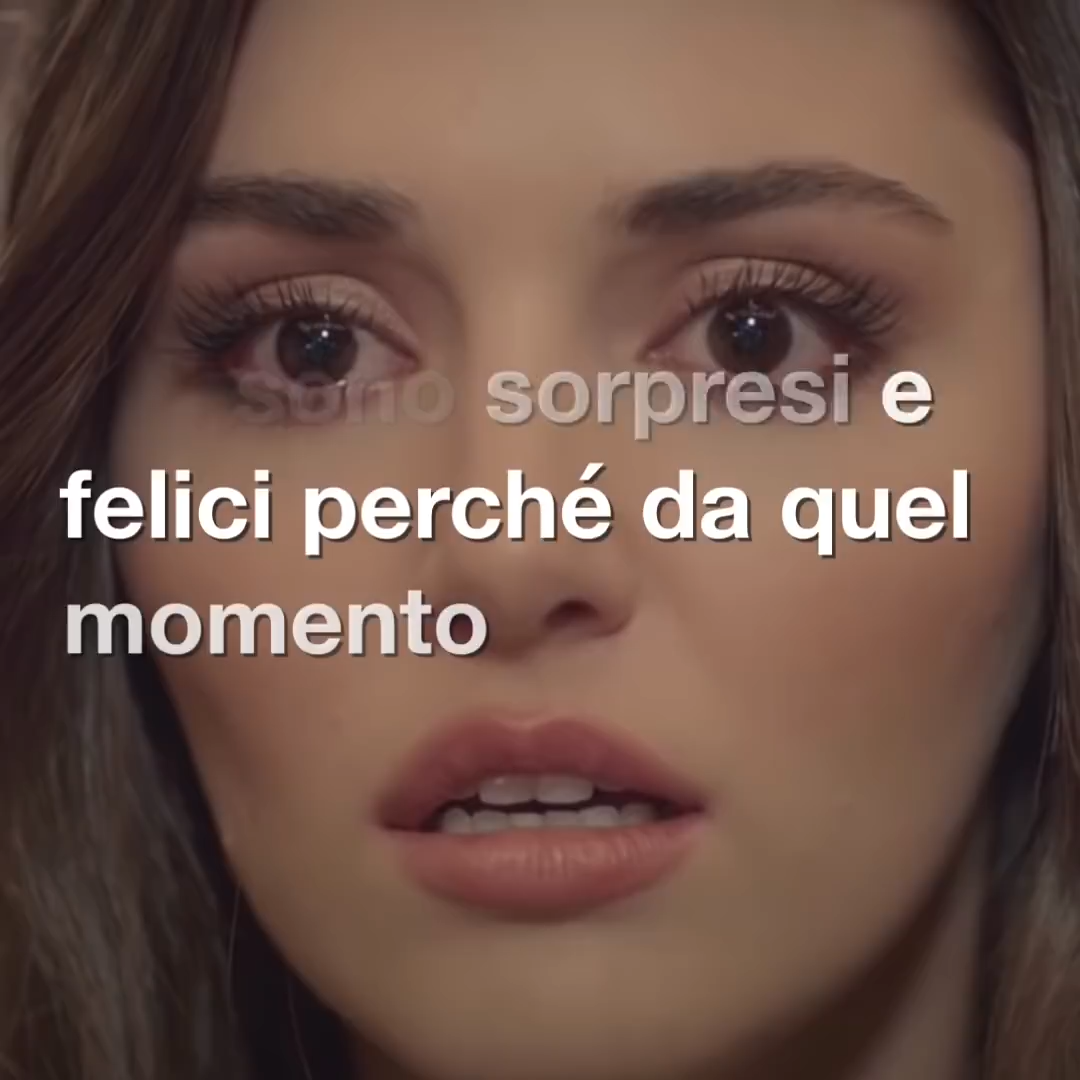 sono sorpresi e
felici perché da quel
momento